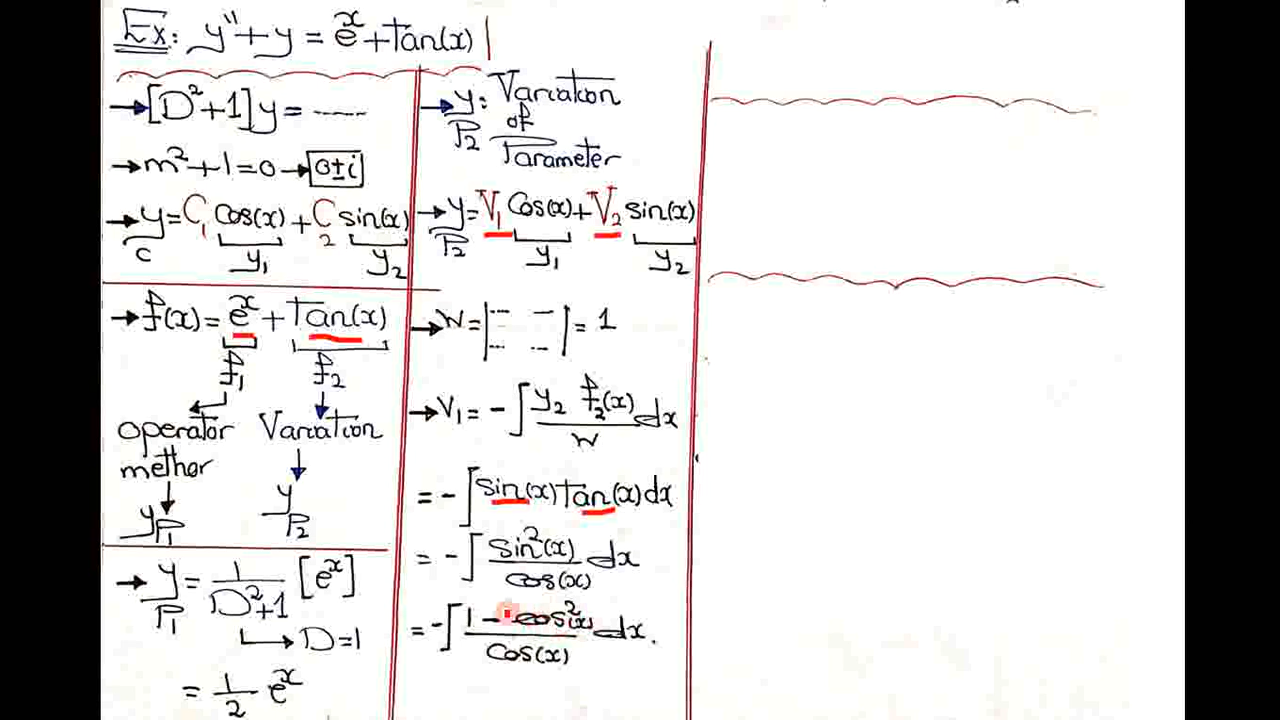 Ex: y'' + y = e^x + tan(x)
→ [D² + 1] y = ......
→ m² + 1 = 0 → 0±i
→ y_c = C₁ cos(x) + C₂ sin(x)
y₁ y₂
→ f(x) = e^x + tan(x)
f₁ f₂
operator Variation
methor
y_P₁ y_P₂
→ y_P₁ = 1/(D²+1) [e^x]
→ D=1
= 1/2 e^x
→ y_P₂: Variation
of
Parameter
→ y_P₂ = V₁ cos(x) + V₂ sin(x)
y₁ y₂
→ W = |--- --- --- ---| = 1
→ V₁ = - ∫ (y₂ f₂(x))/W dx
= - ∫ sin(x) tan(x) dx
= - ∫ sin²(x)/cos(x) dx
= - ∫ (1 - cos²(x))/cos(x) dx.